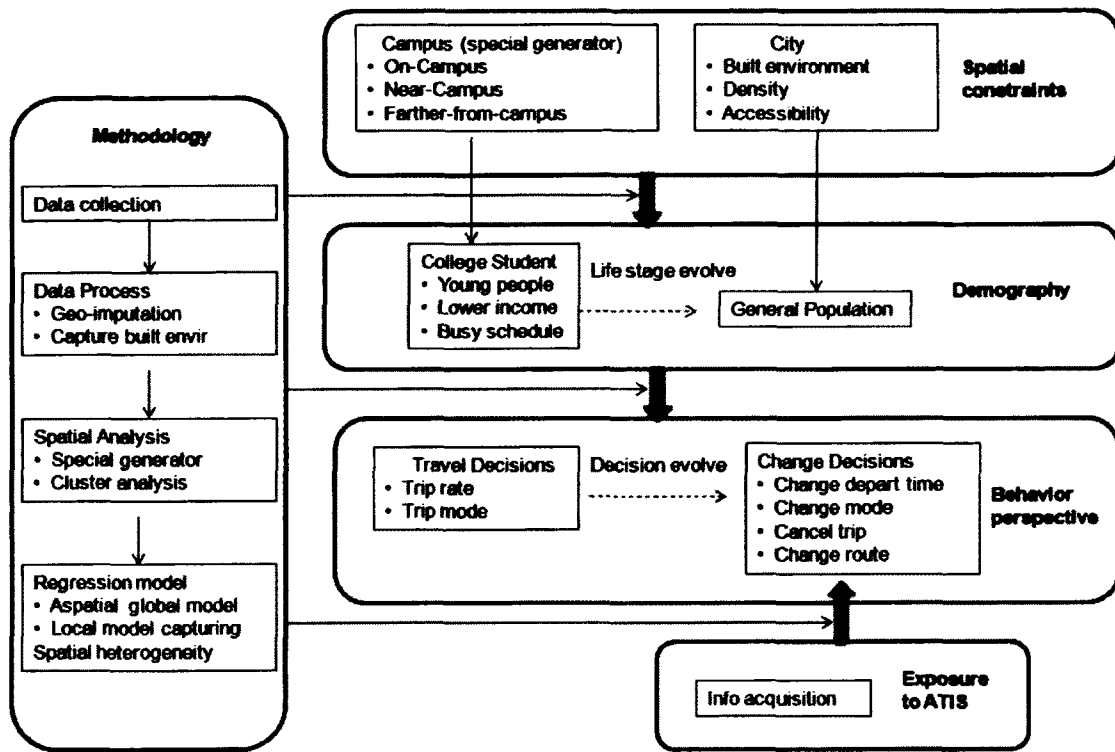 Methodology
Data collection
Data Process
• Geo-imputation
• Capture built envir
Spatial Analysis
• Special generator
• Cluster analysis
Regression model
• Aspatial global model
• Local model capturing
Spatial heterogeneity
Campus (special generator)
• On-Campus
• Near-Campus
• Farther-from-campus
City
• Built environment
• Density
• Accessibility
Spatial
constraints
College Student
• Young people
• Lower income
• Busy schedule
Life stage evolve
General Population
Demography
Travel Decisions
• Trip rate
• Trip mode
Decision evolve
Change Decisions
• Change depart time
• Change mode
• Cancel trip
• Change route
Behavior
perspective
Info acquisition
Exposure
to ATIS